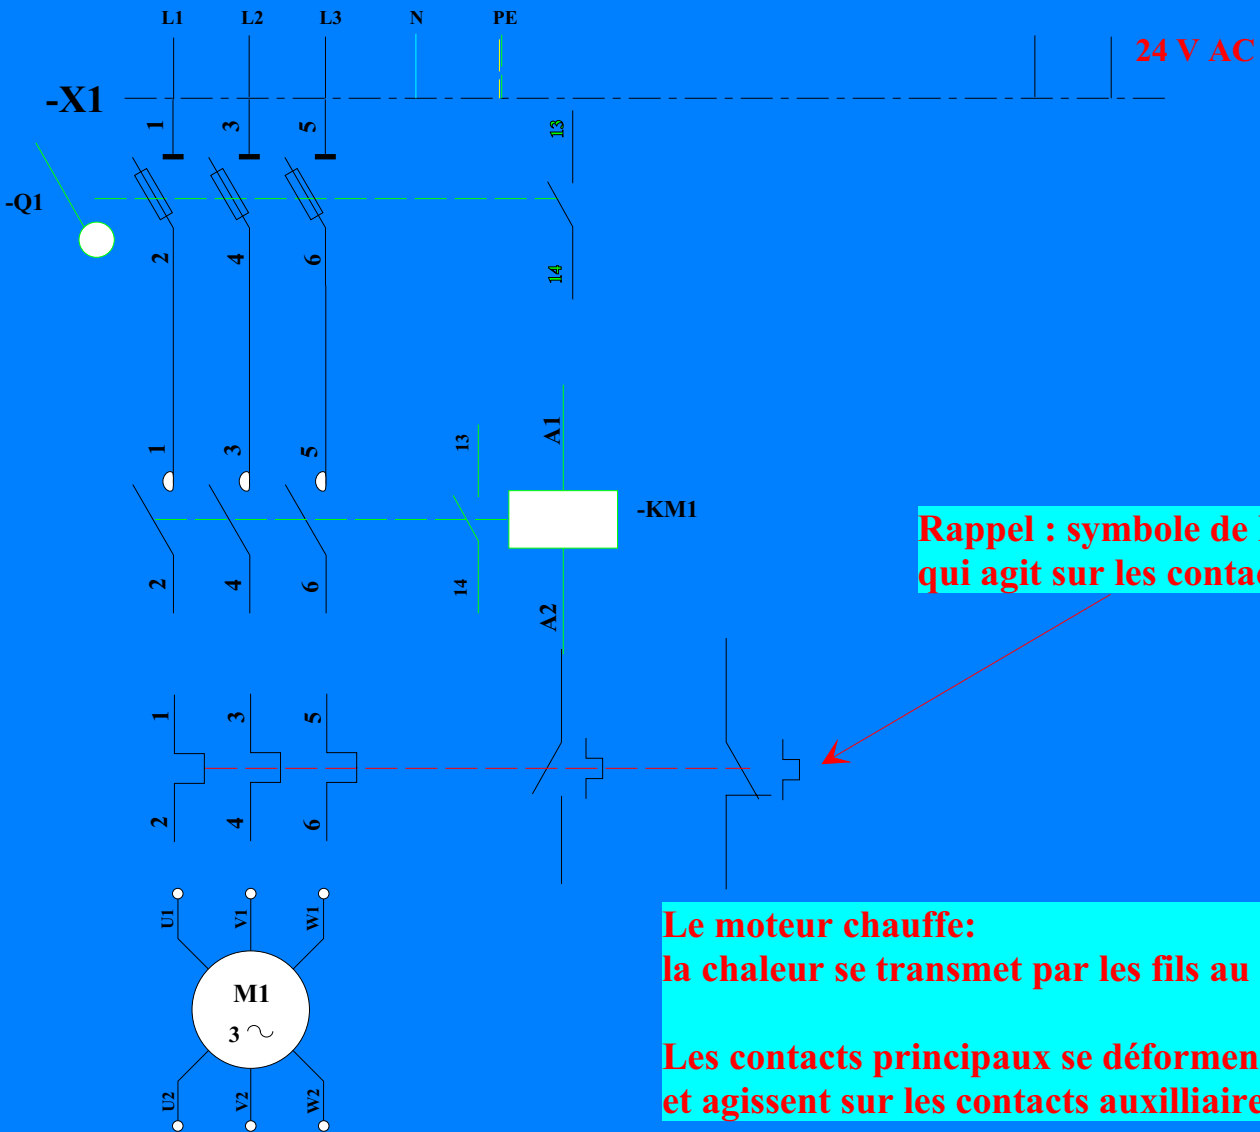 L1 L2 L3 N PE
24 V AC
-X1
1 3 5 13
-Q1
2 4 6 14
1 3 5 13 A1
-KM1
Rappel : symbole de
qui agit sur les contac
2 4 6 14 A2
1 3 5
2 4 6
U1 V1 W1
Le moteur chauffe:
la chaleur se transmet par les fils au
M1
3 ~
Les contacts principaux se déformen
et agissent sur les contacts auxilliaire
U2 V2 W2